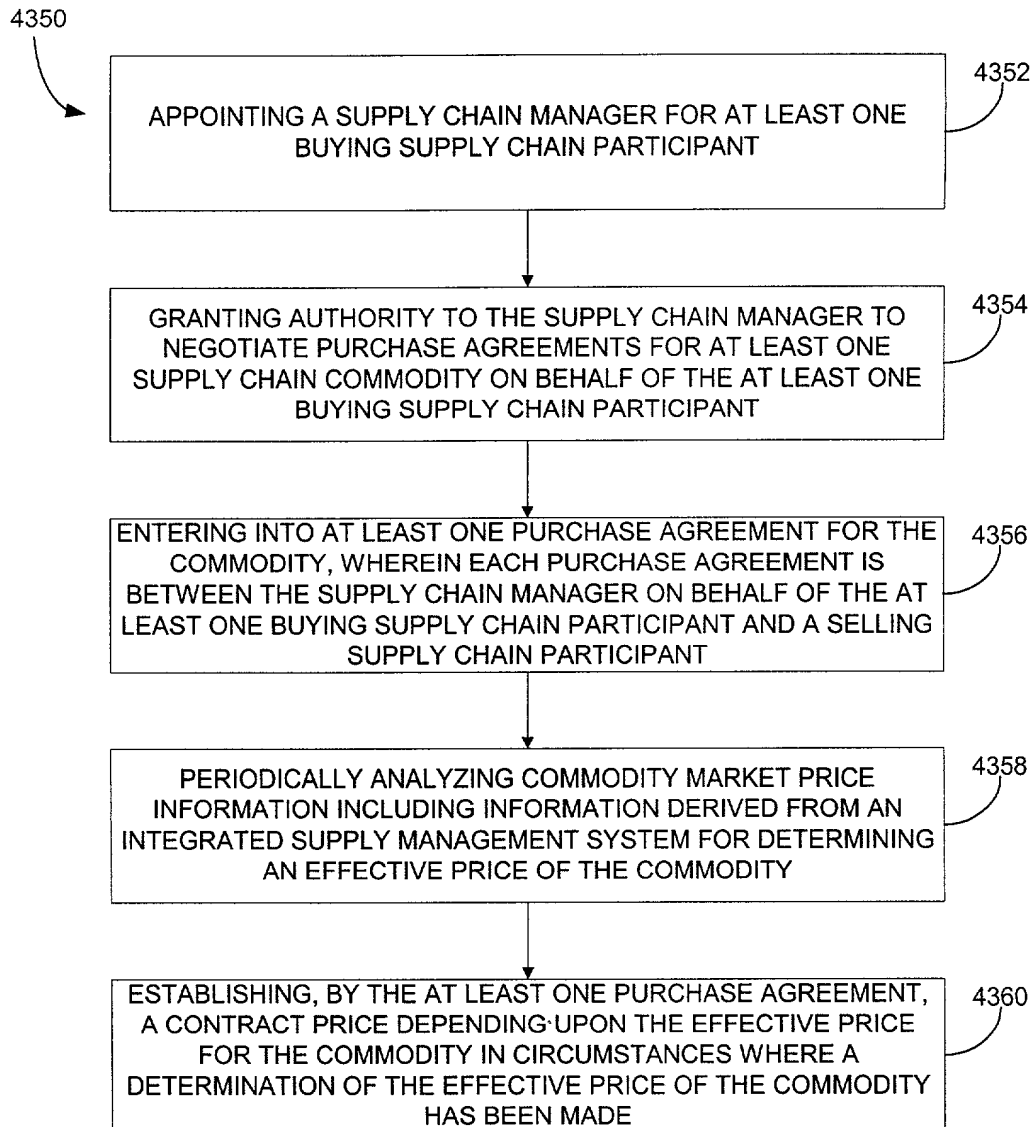 4350
4352
APPOINTING A SUPPLY CHAIN MANAGER FOR AT LEAST ONE
BUYING SUPPLY CHAIN PARTICIPANT
4354
GRANTING AUTHORITY TO THE SUPPLY CHAIN MANAGER TO
NEGOTIATE PURCHASE AGREEMENTS FOR AT LEAST ONE
SUPPLY CHAIN COMMODITY ON BEHALF OF THE AT LEAST ONE
BUYING SUPPLY CHAIN PARTICIPANT
4356
ENTERING INTO AT LEAST ONE PURCHASE AGREEMENT FOR THE
COMMODITY, WHEREIN EACH PURCHASE AGREEMENT IS
BETWEEN THE SUPPLY CHAIN MANAGER ON BEHALF OF THE AT
LEAST ONE BUYING SUPPLY CHAIN PARTICIPANT AND A SELLING
SUPPLY CHAIN PARTICIPANT
4358
PERIODICALLY ANALYZING COMMODITY MARKET PRICE
INFORMATION INCLUDING INFORMATION DERIVED FROM AN
INTEGRATED SUPPLY MANAGEMENT SYSTEM FOR DETERMINING
AN EFFECTIVE PRICE OF THE COMMODITY
4360
ESTABLISHING, BY THE AT LEAST ONE PURCHASE AGREEMENT,
A CONTRACT PRICE DEPENDING UPON THE EFFECTIVE PRICE
FOR THE COMMODITY IN CIRCUMSTANCES WHERE A
DETERMINATION OF THE EFFECTIVE PRICE OF THE COMMODITY
HAS BEEN MADE